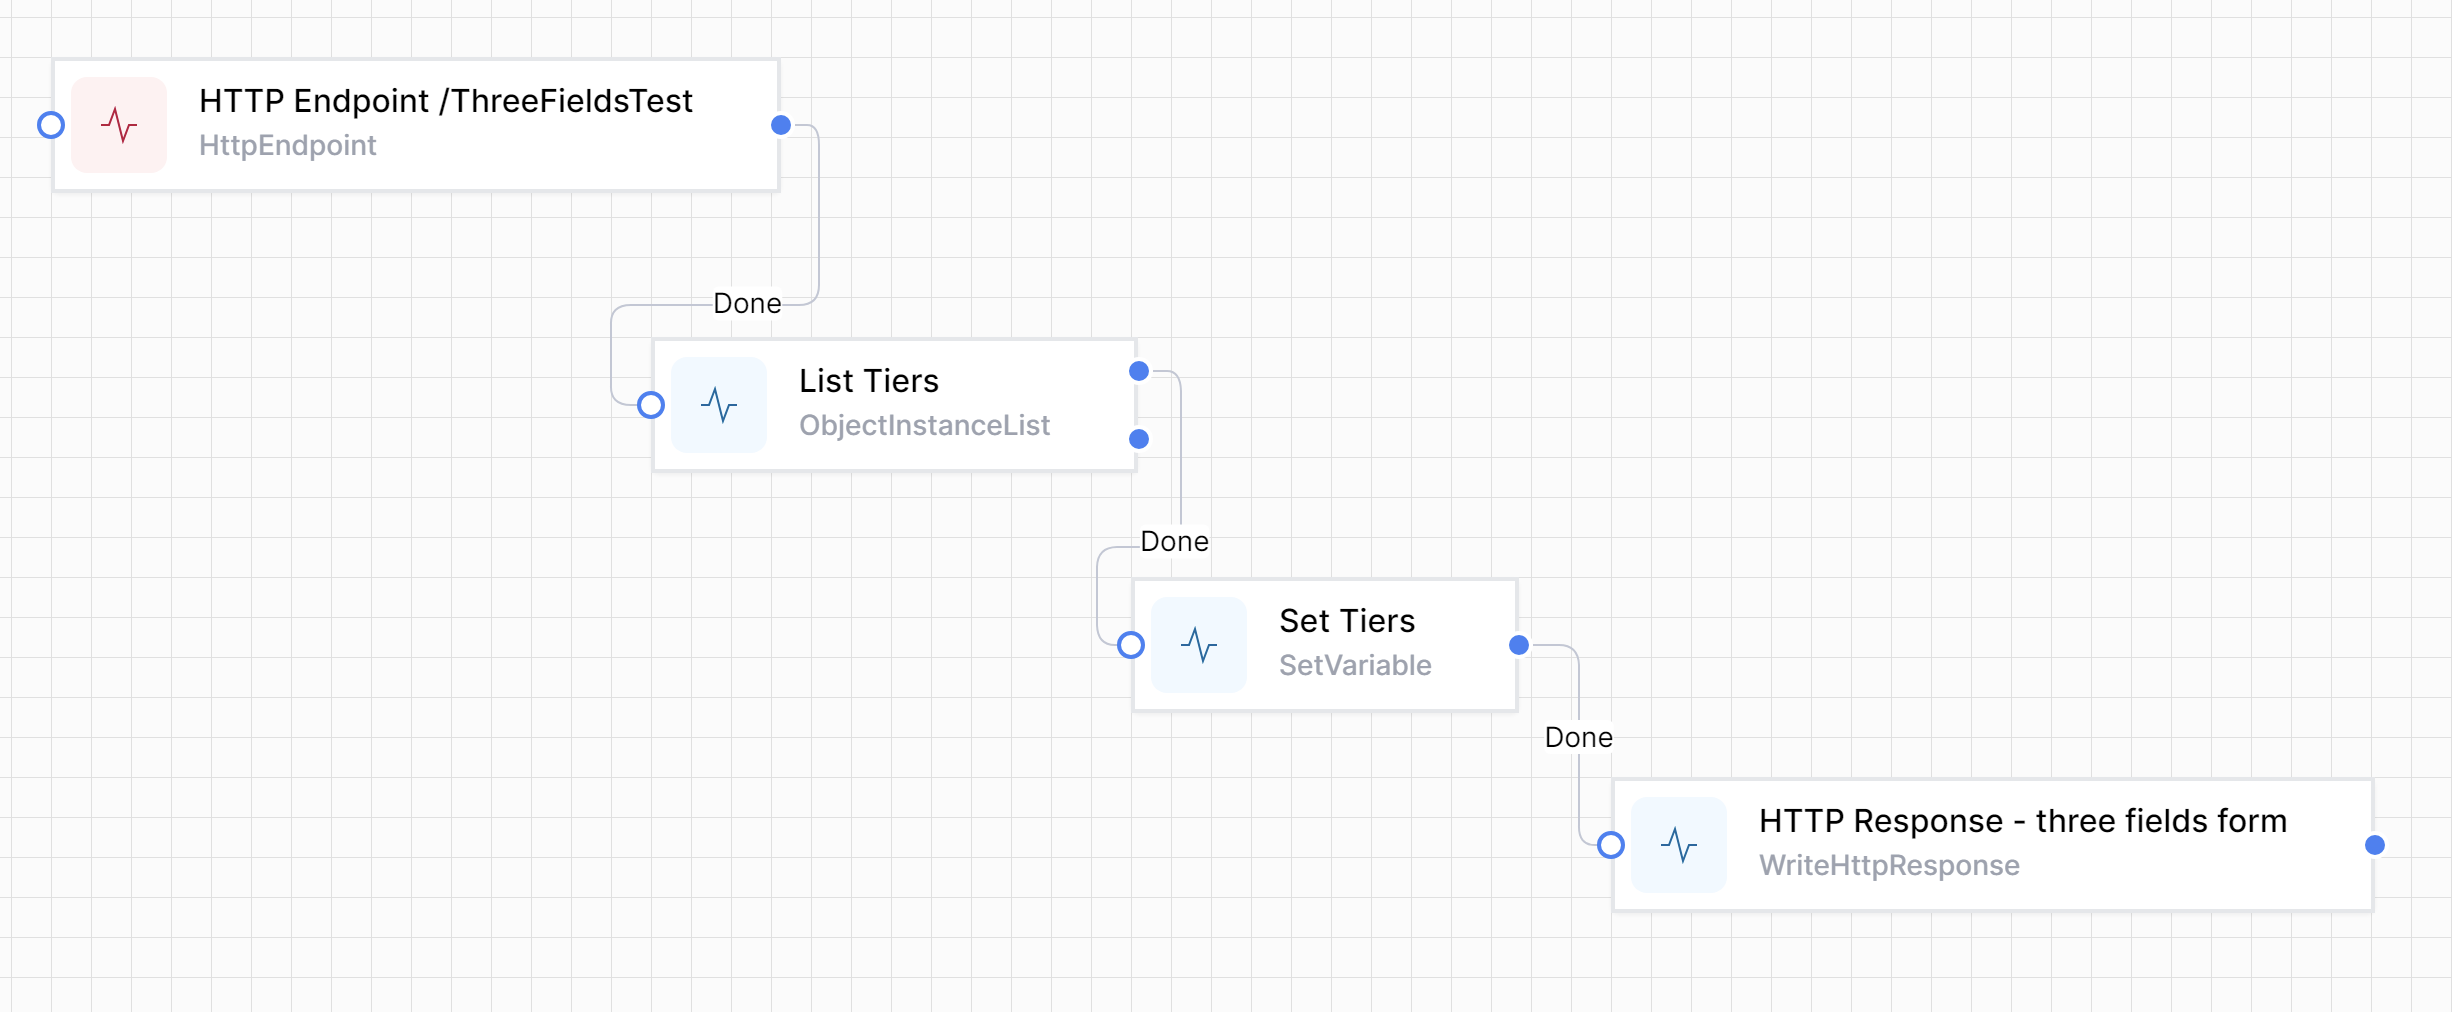 HTTP Endpoint /ThreeFieldsTest
HttpEndpoint
Done
List Tiers
ObjectInstanceList
Done
Set Tiers
SetVariable
Done
HTTP Response - three fields form
WriteHttpResponse